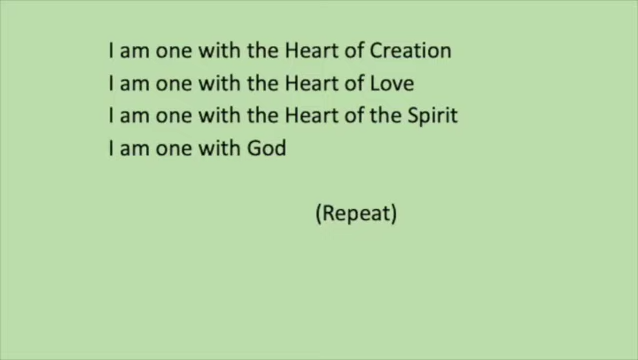 I am one with the Heart of Creation
I am one with the Heart of Love
I am one with the Heart of the Spirit
I am one with God
(Repeat)